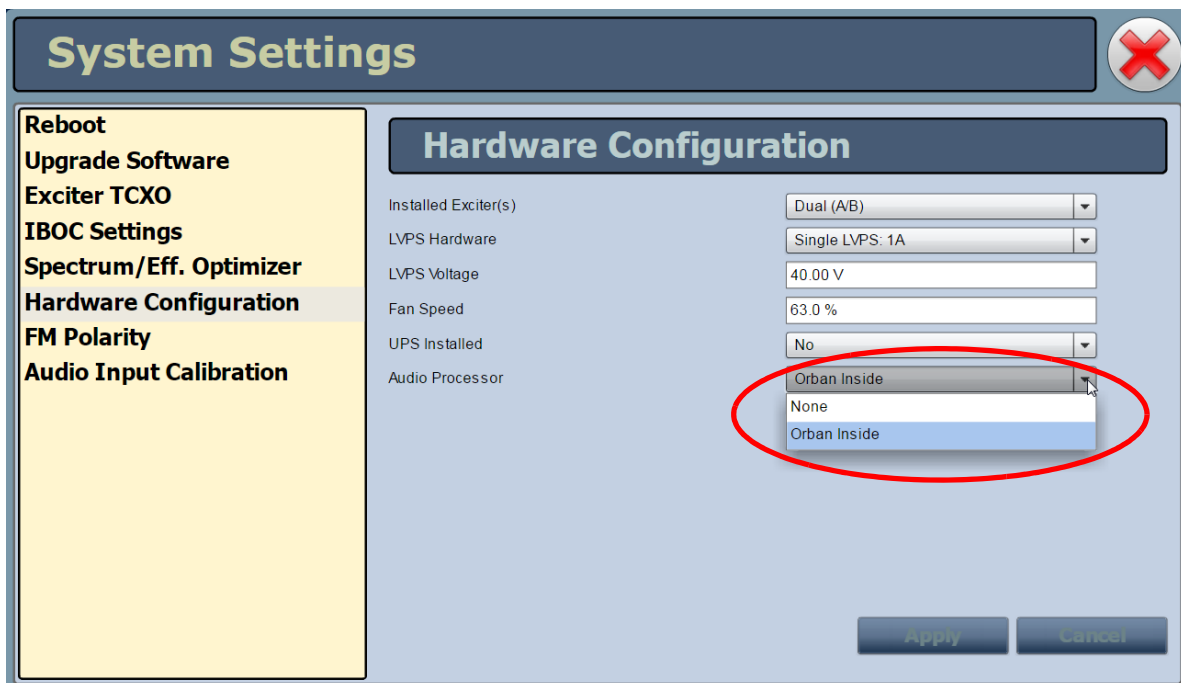 System Settings
Reboot
Upgrade Software
Exciter TCXO
IBOC Settings
Spectrum/Eff. Optimizer
Hardware Configuration
FM Polarity
Audio Input Calibration
Hardware Configuration
Installed Exciter(s) Dual (A/B)
LVPS Hardware Single LVPS: 1A
LVPS Voltage 40.00 V
Fan Speed 63.0 %
UPS Installed No
Audio Processor Orban Inside
None
Orban Inside
Apply Cancel